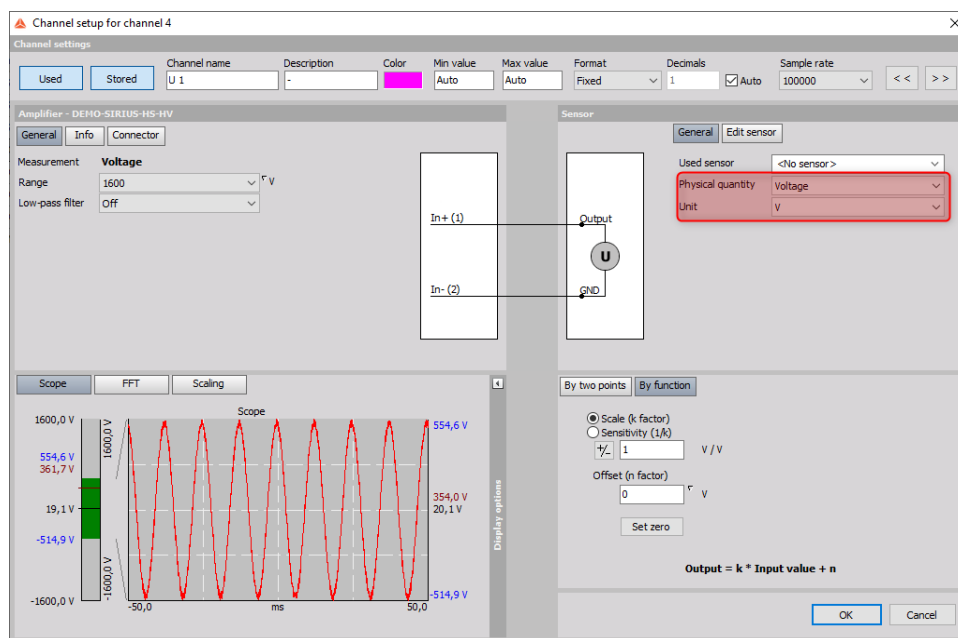 Channel setup for channel 4
Channel settings
Used
Stored
Channel name
U 1
Description
-
Color
Min value
Auto
Max value
Auto
Format
Fixed
Decimals
1
Auto
Sample rate
100000
< <
> >
Amplifier - DEMO-SIRIUS-HS-HV
General Info Connector
Measurement Voltage
Range 1600 V
Low-pass filter Off
In+ (1)
In- (2)
Sensor
General Edit sensor
Used sensor <No sensor>
Physical quantity Voltage
Unit V
Output
U
GND
Scope FFT Scaling
Scope
1600,0 V
554,6 V
361,7 V
19,1 V
-514,9 V
-1600,0 V
1600,0 V
-1600,0 V
554,6 V
354,0 V
20,1 V
-514,9 V
-50,0 ms 50,0
Display options
By two points By function
Scale (k factor)
Sensitivity (1/k)
+/- 1 V / V
Offset (n factor)
0 V
Set zero
Output = k * Input value + n
OK Cancel